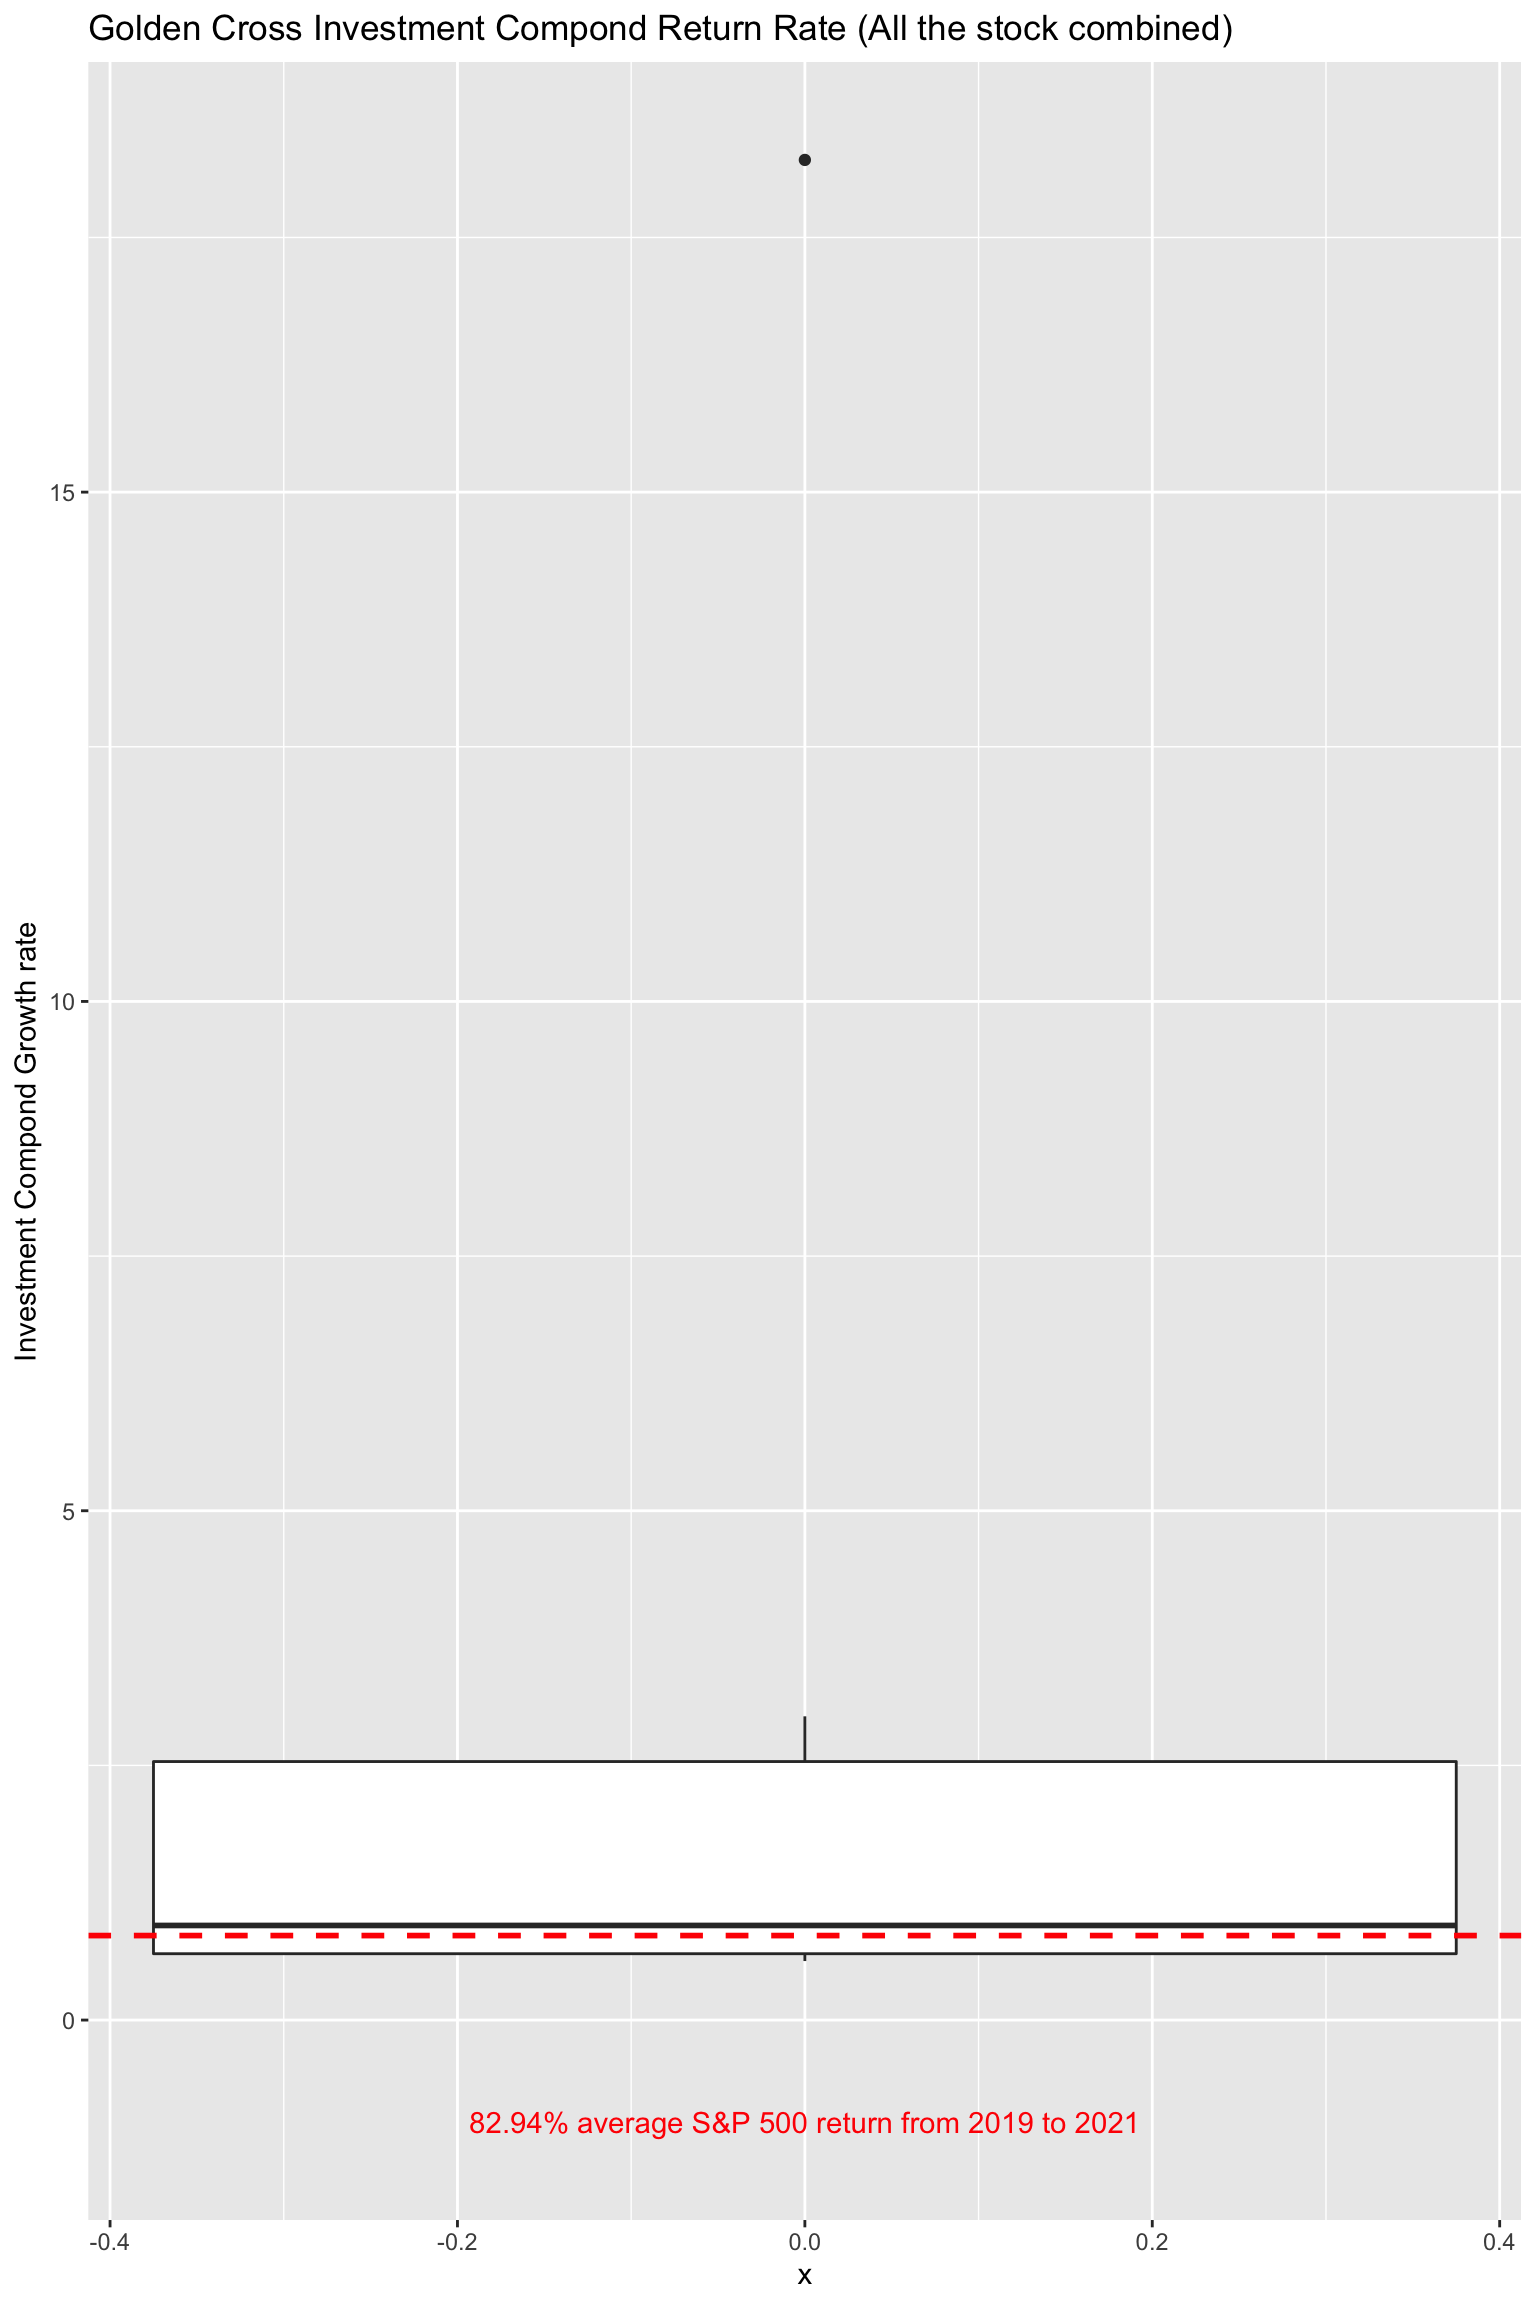 Golden Cross Investment Compond Return Rate (All the stock combined)
Investment Compond Growth rate
15
10
5
0
82.94% average S&P 500 return from 2019 to 2021
-0.4
-0.2
0.0
0.2
0.4
x